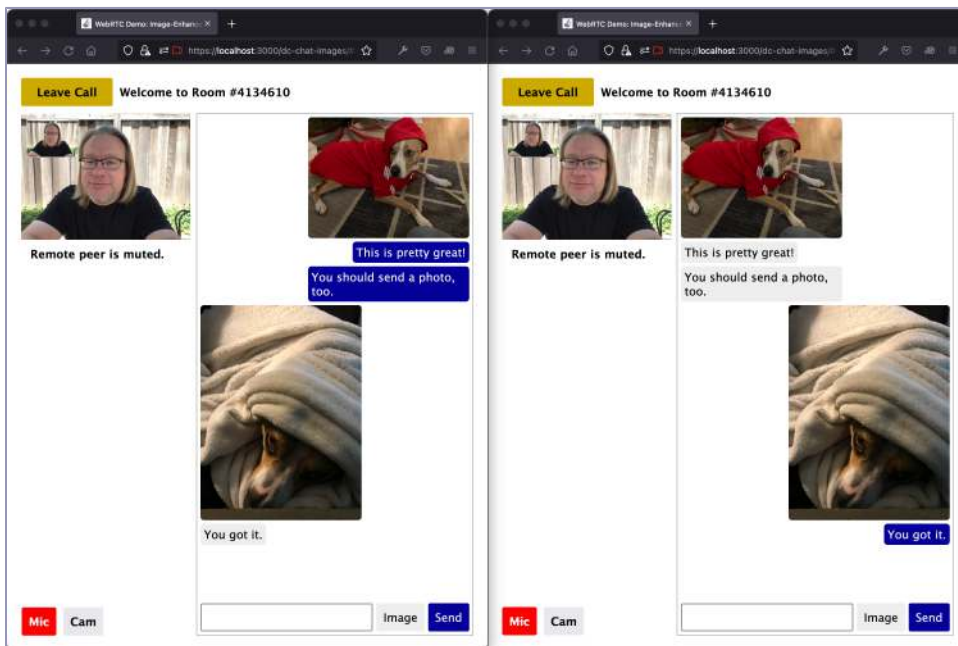 WebRTC Demo: Image-Enhan
https://localhost:3000/dc-chat-images/
Leave Call
Welcome to Room #4134610
Remote peer is muted.
This is pretty great!
You should send a photo,
too.
You got it.
Mic
Cam
Image
Send
WebRTC Demo: Image-Enhan
https://localhost:3000/dc-chat-images/
Leave Call
Welcome to Room #4134610
Remote peer is muted.
This is pretty great!
You should send a photo,
too.
You got it.
Mic
Cam
Image
Send